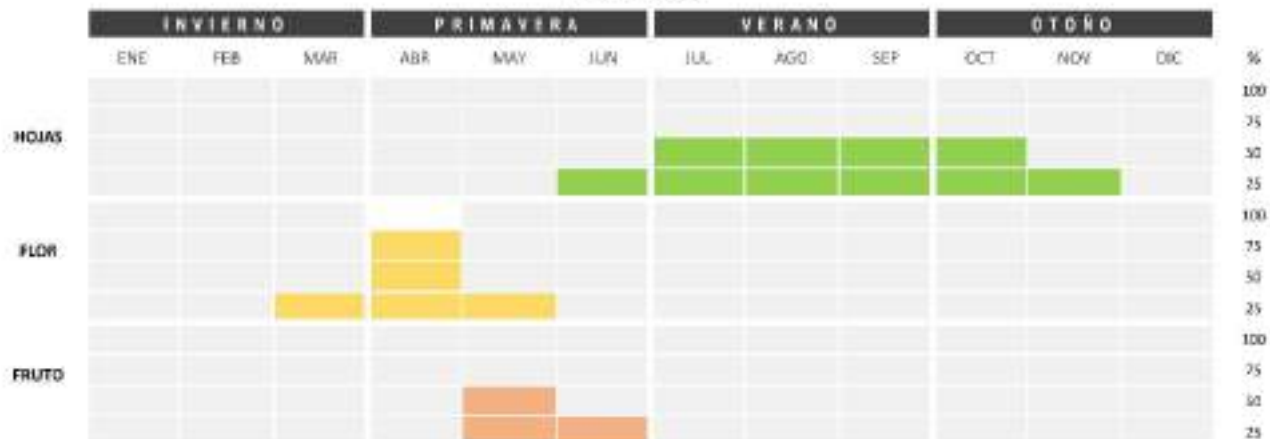 INVIERNO PRIMAVERA VERANO OTOÑO
ENE FEB MAR ABR MAY JUN JUL AGO SEP OCT NOV DIC %
100
75
HOJAS
50
25
100
FLOR 75
50
25
100
FRUTO 75
50
25